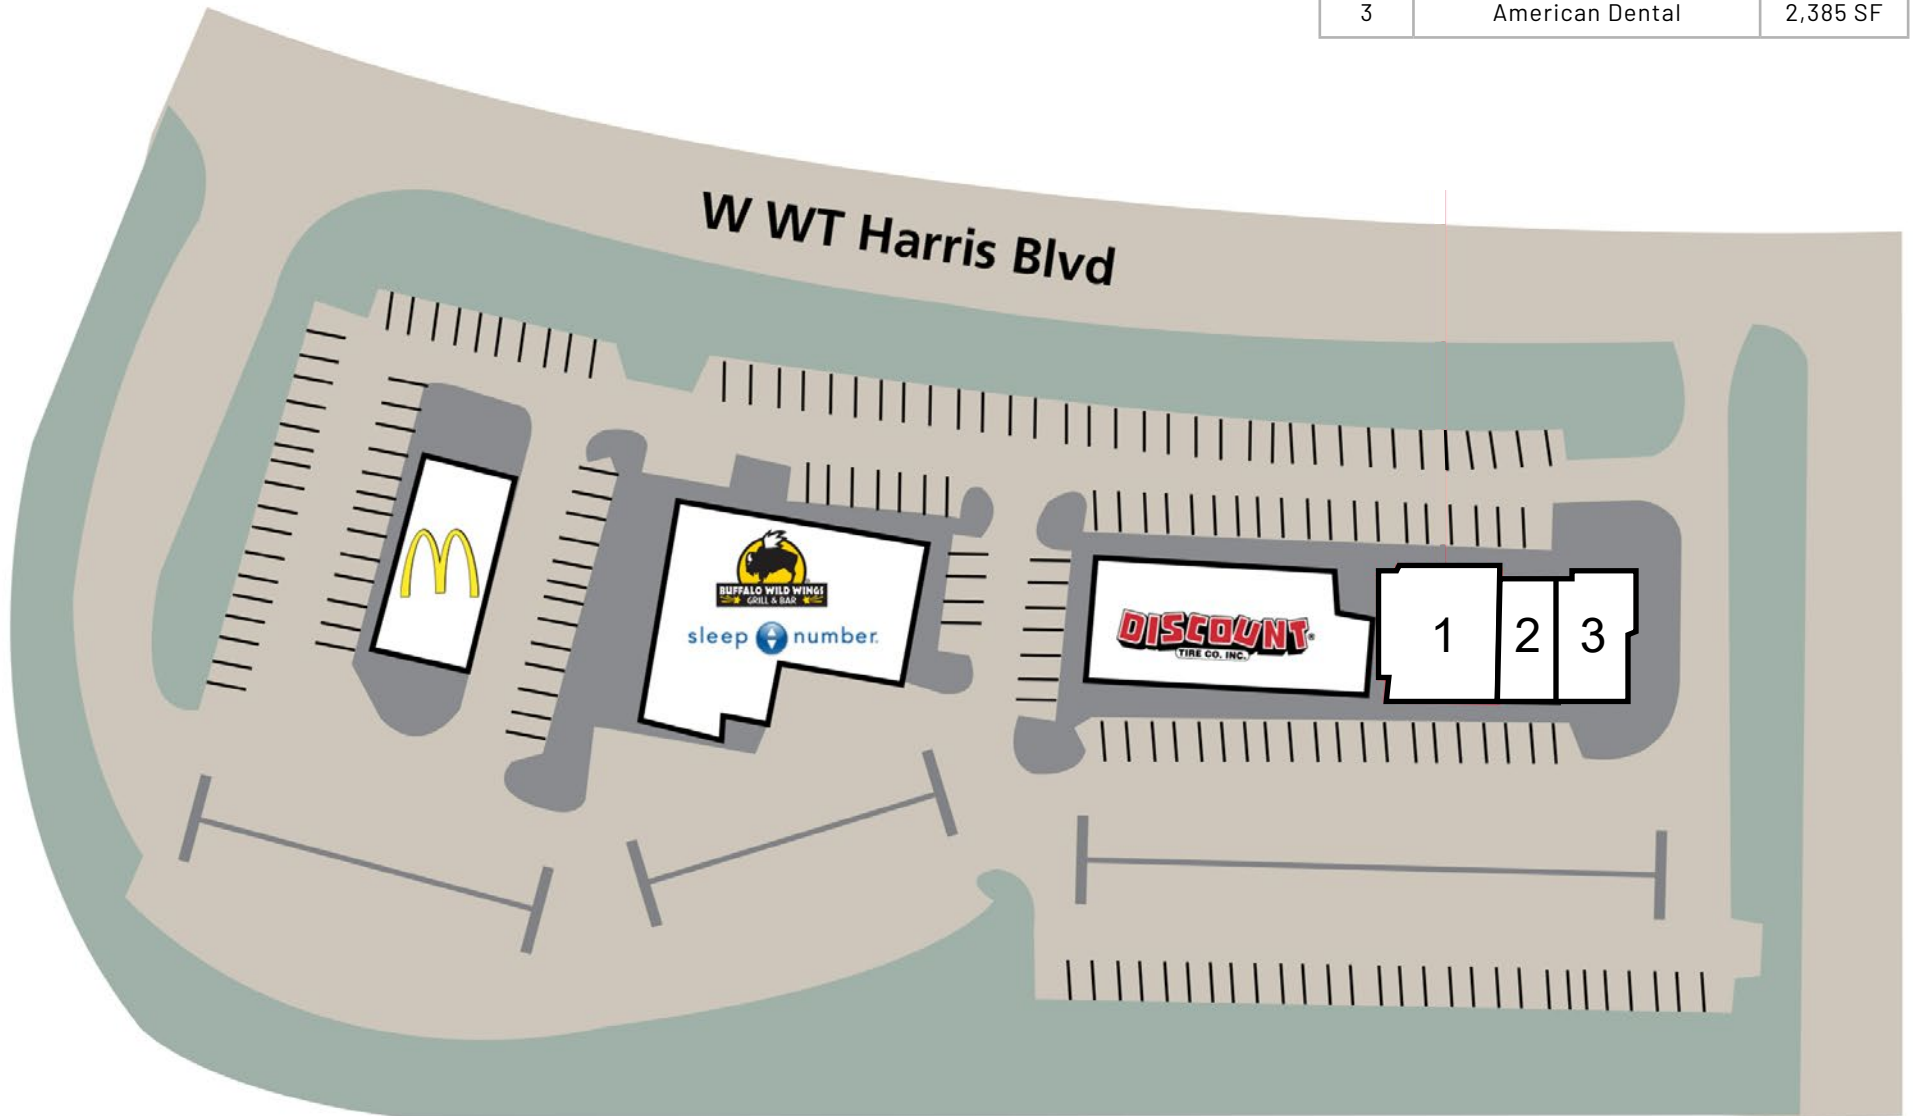 3 American Dental 2,385 SF
W WT Harris Blvd
BUFFALO WILD WINGS
GRILL & BAR
sleep number.
DISCOUNT®
TIRE CO. INC.
1 2 3